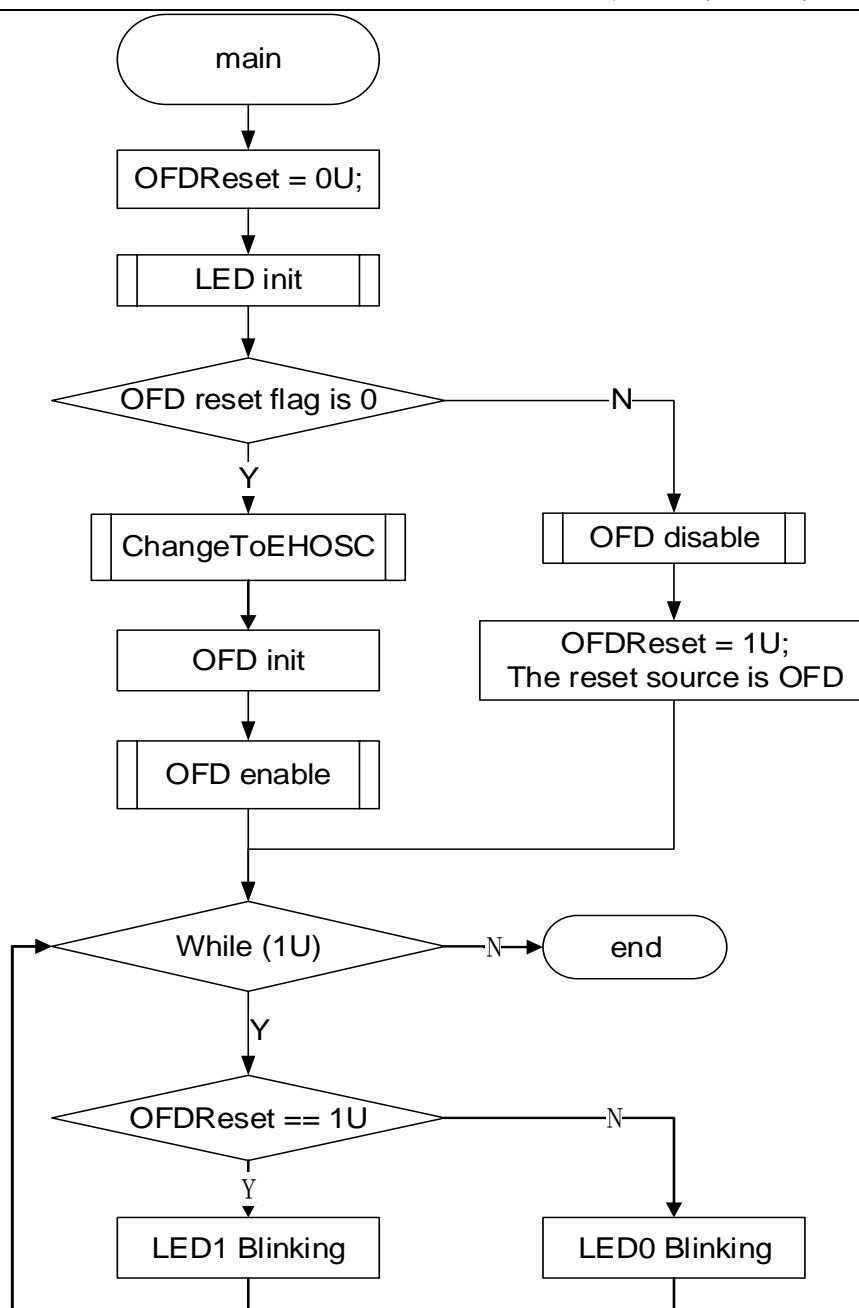 main
OFDReset = 0U;
LED init
OFD reset flag is 0
N
Y
ChangeToEHOSC
OFD disable
OFD init
OFDReset = 1U;
The reset source is OFD
OFD enable
While (1U)
N
end
Y
OFDReset == 1U
N
Y
LED1 Blinking
LED0 Blinking